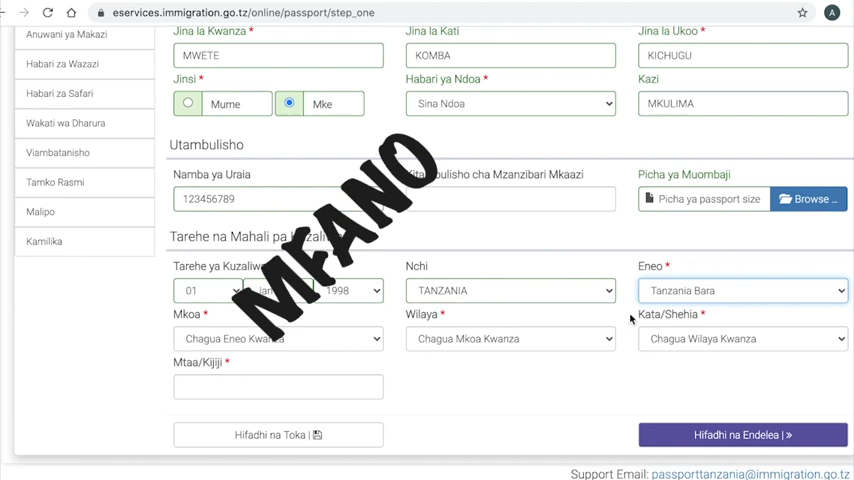 eservices.immigration.go.tz/online/passport/step_one
A
Anuwani ya Makazi
Habari za Wazazi
Habari za Safari
Wakati wa Dharura
Viambatanisho
Tamko Rasmi
Malipo
Kamilika
Jina la Kwanza * Jina la Kati Jina la Ukoo *
MWETE KOMBA KICHUGU
Jinsi * Habari ya Ndoa * Kazi
Mume Mke Sina Ndoa MKULIMA
Utambulisho
Namba ya Uraia Mzanzibari Mkaazi Picha ya Muombaji
123456789 Picha ya passport size Browse ...
Tarehe na Mahali pa
Tarehe ya Nchi Eneo *
01 1998 TANZANIA Tanzania Bara
Mkoa * Wilaya * Kata/Shehia *
Chagua Eneo Kwanza Chagua Mkoa Kwanza Chagua Wilaya Kwanza
Mtaa/Kijiji *
MFANO
Hifadhi na Toka | Hifadhi na Endelea | »
Support Email: passporttanzania@immigration.go.tz